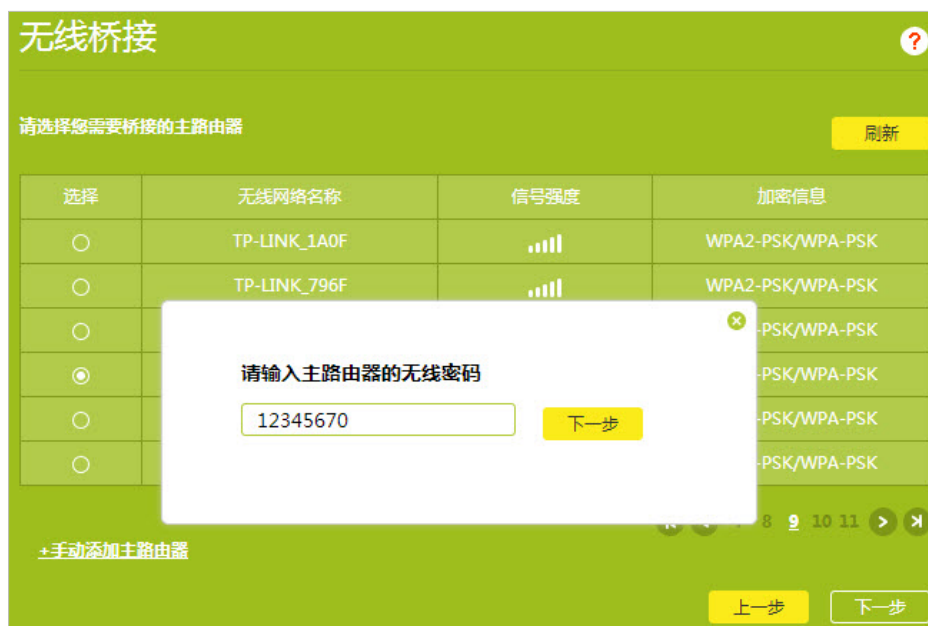 无线桥接
?
请选择您需要桥接的主路由器
刷新
选择 无线网络名称 信号强度 加密信息
TP-LINK_1A0F WPA2-PSK/WPA-PSK
TP-LINK_796F WPA2-PSK/WPA-PSK
-PSK/WPA-PSK
请输入主路由器的无线密码
-PSK/WPA-PSK
12345670 下一步
-PSK/WPA-PSK
-PSK/WPA-PSK
8 9 10 11
+手动添加主路由器
上一步 下一步